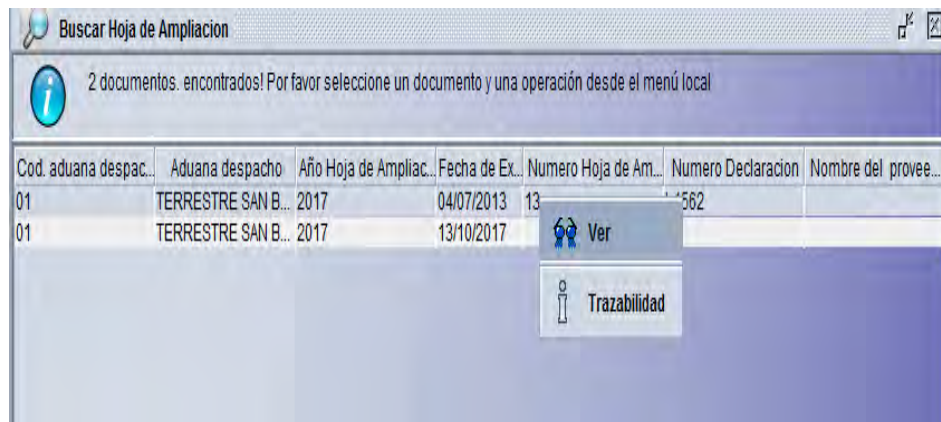 Buscar Hoja de Ampliacion
2 documentos. encontrados! Por favor seleccione un documento y una operación desde el menú local
Cod. aduana despac... Aduana despacho Año Hoja de Ampliac... Fecha de Ex... Numero Hoja de Am... Numero Declaracion Nombre del provee...
01 TERRESTRE SAN B... 2017 04/07/2013 13 1562
01 TERRESTRE SAN B... 2017 13/10/2017
Ver
Trazabilidad